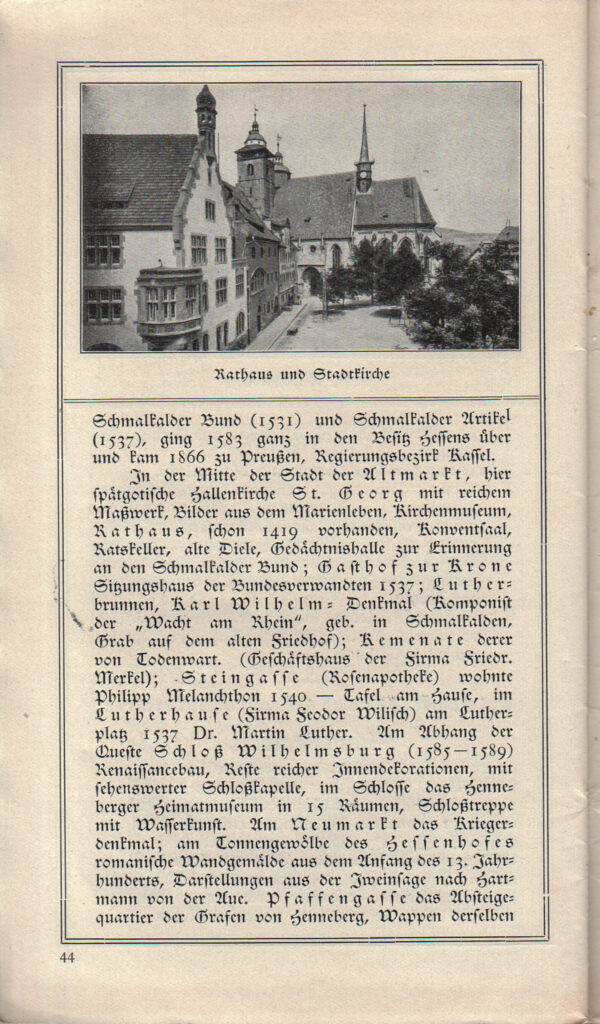 Rathaus und Stadtkirche
Schmalkalder Bund (1531) und Schmalkalder Artikel
(1537), ging 1583 ganz in den Besitz Hessens über
und kam 1866 zu Preußen, Regierungsbezirk Kassel.
In der Mitte der Stadt der Altmarkt, hier
spätgotische Hallenkirche St. Georg mit reichem
Maßwerk, Bilder aus dem Marienleben, Kirchenmuseum,
Rathaus, schon 1419 vorhanden, Konventsaal,
Ratskeller, alte Diele, Gedächtnishalle zur Erinnerung
an den Schmalkalder Bund; Gasthof zur Krone
Sitzungshaus der Bundesverwandten 1537; Luther-
brunnen, Karl Wilhelm-Denkmal (Komponist
der „Wacht am Rhein“, geb. in Schmalkalden,
Grab auf dem alten Friedhof); Kemenate derer
von Todenwart. (Geschäftshaus der Firma Friedr.
Merkel); Steingasse (Rosenapotheke) wohnte
Philipp Melanchthon 1540 — Tafel am Hause, im
Lutherhause (Firma Feodor Wilisch) am Luther-
platz 1537 Dr. Martin Luther. Am Abhang der
Queste Schloß Wilhelmsburg (1585–1589)
Renaissancebau, Reste reicher Innendekorationen, mit
sehenswerter Schloßkapelle, im Schlosse das Henne-
berger Heimatmuseum in 15 Räumen, Schloßtreppe
mit Wasserkunst. Am Neumarkt das Krieger-
denkmal; am Tonnengewölbe des Hessenhofes
romanische Wandgemälde aus dem Anfang des 13. Jahr-
hunderts, Darstellungen aus der Iweinsage nach Hart-
mann von der Aue. Pfaffengasse das Absteige-
quartier der Grafen von Henneberg, Wappen derselben
44